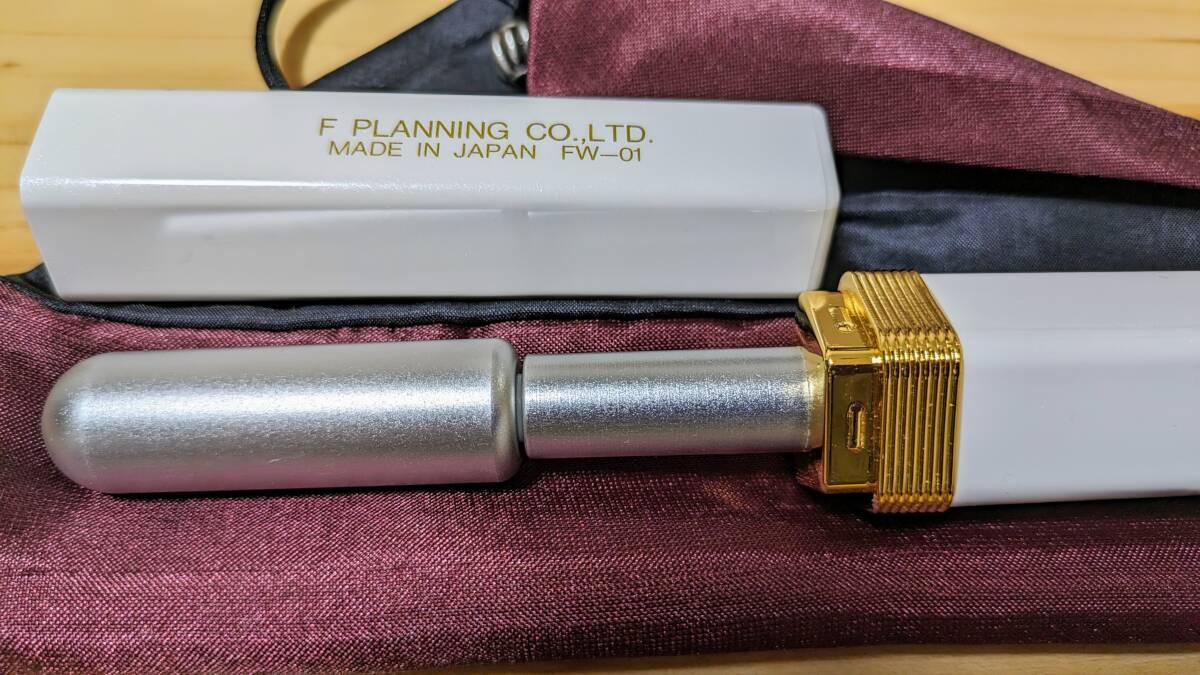 F PLANNING CO.,LTD.
MADE IN JAPAN FW-01